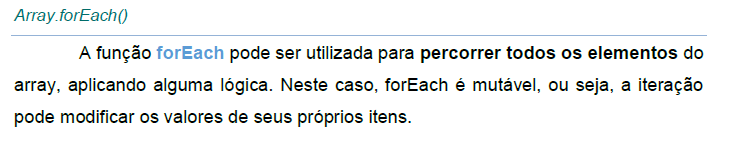 Array.forEach()
A função forEach pode ser utilizada para percorrer todos os elementos do
array, aplicando alguma lógica. Neste caso, forEach é mutável, ou seja, a iteração
pode modificar os valores de seus próprios itens.